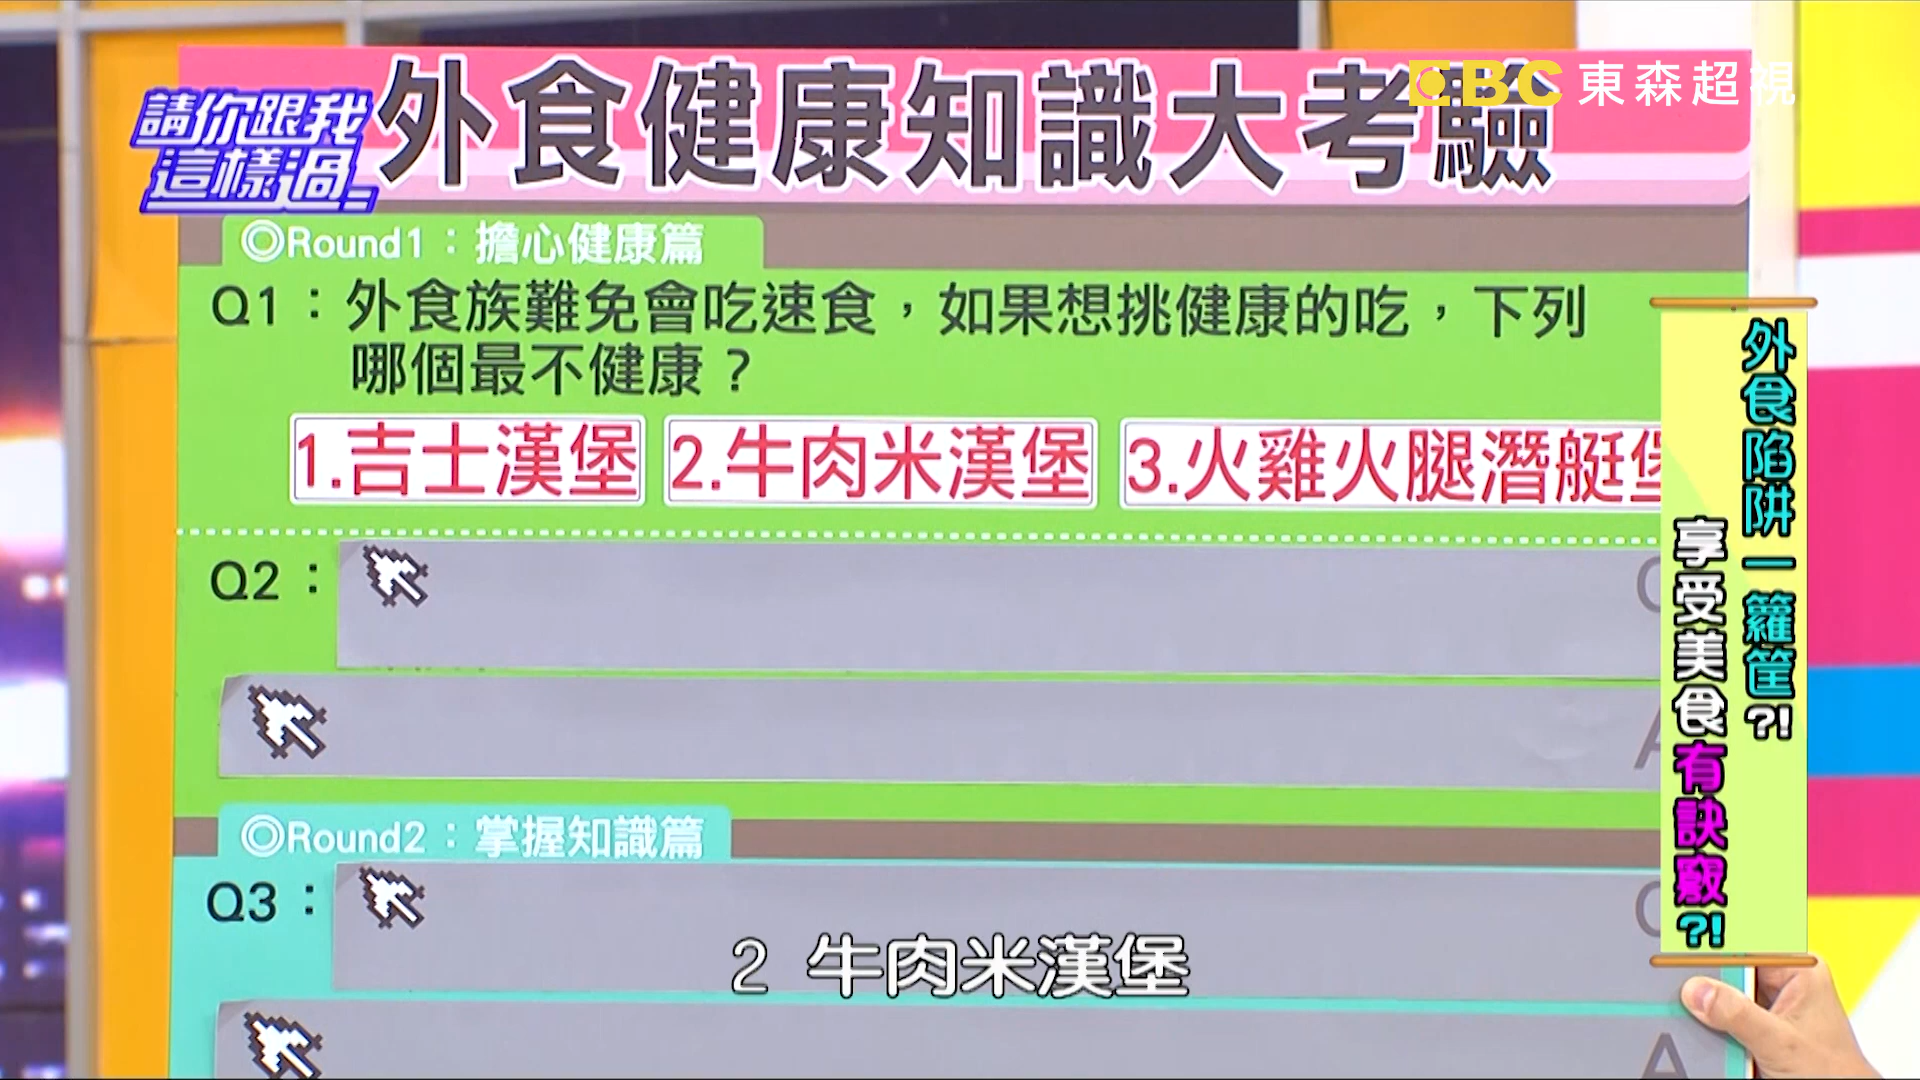 外食健康知識大考驗
EBC 東森超視
請你跟我
這樣過
◎Round1：擔心健康篇
Q1：外食族難免會吃速食，如果想挑健康的吃，下列
哪個最不健康？
1.吉士漢堡
2.牛肉米漢堡
3.火雞火腿潛艇堡
Q2：
Q
A
◎Round2：掌握知識篇
Q3：
Q
A
外食陷阱一籮筐?!
享受美食有訣竅?!
2 牛肉米漢堡